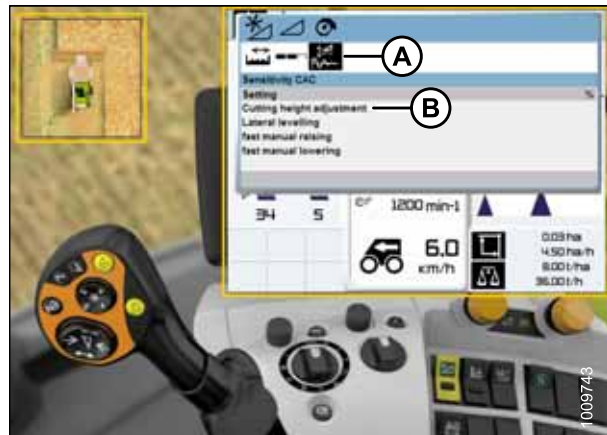 A
Sensitivity CAC
Setting %
Cutting height adjustment B
Lateral levelling
fast manual raising
fast manual lowering
34 5
1200 min-1
6.0
km/h
0.03 ha
4.50 ha/h
8.00 t/ha
36.00 t/h
1009743